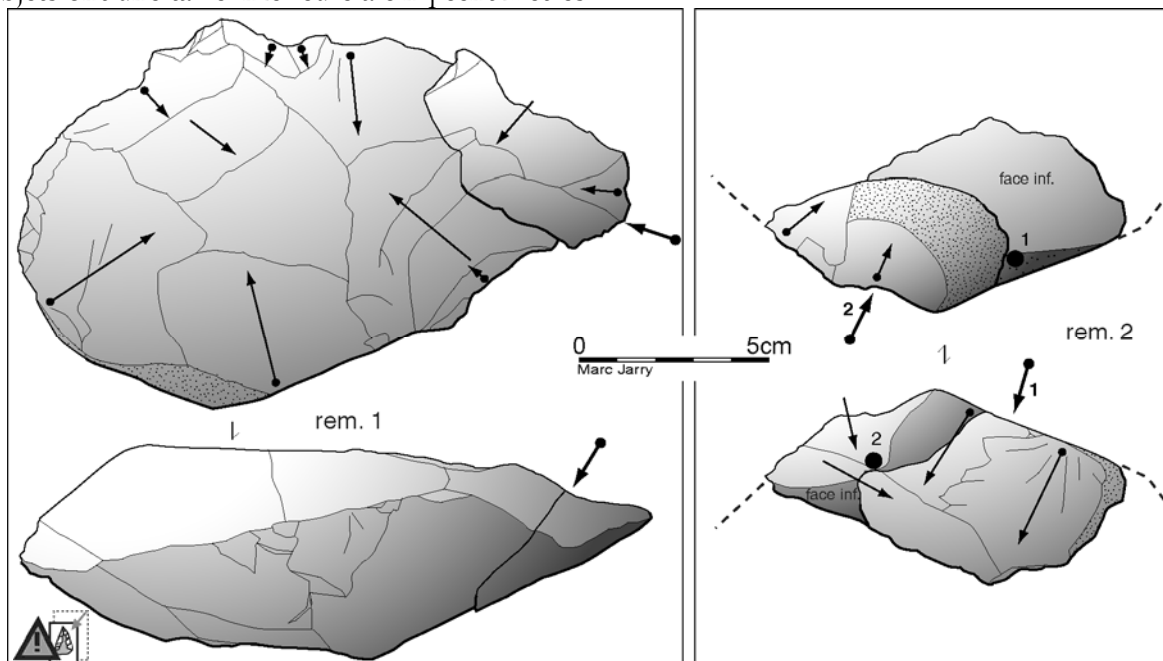 face inf.
1
2
0 5cm
Marc Jarry
rem. 2
rem. 1
1
2
face inf.